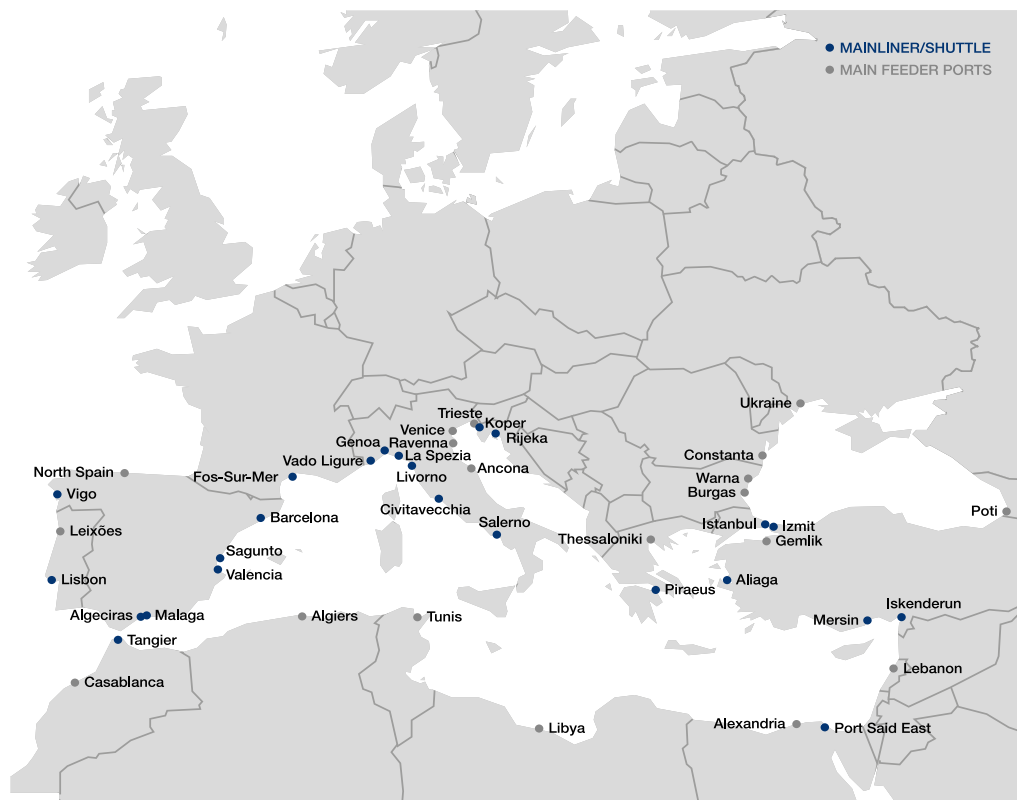 MAINLINER/SHUTTLE
MAIN FEEDER PORTS
Ukraine
Trieste
Koper
Venice
Rijeka
Genoa
Ravenna
La Spezia
Constanta
Vado Ligure
Ancona
North Spain
Fos-Sur-Mer
Livorno
Warna
Vigo
Burgas
Civitavecchia
Poti
Barcelona
Salerno
Istanbul
Izmit
Leixões
Thessaloniki
Gemlik
Sagunto
Valencia
Lisbon
Aliaga
Piraeus
Iskenderun
Algeciras
Malaga
Algiers
Tunis
Mersin
Tangier
Lebanon
Casablanca
Alexandria
Libya
Port Said East